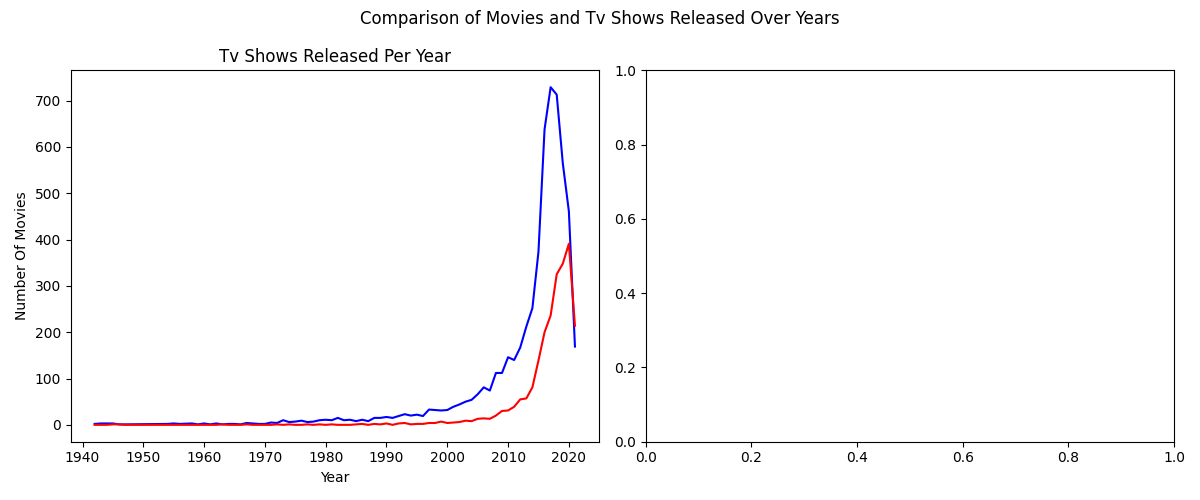 Comparison of Movies and Tv Shows Released Over Years
Tv Shows Released Per Year
Number Of Movies
700
600
500
400
300
200
100
0
1940 1950 1960 1970 1980 1990 2000 2010 2020
Year
1.0
0.8
0.6
0.4
0.2
0.0
0.0 0.2 0.4 0.6 0.8 1.0